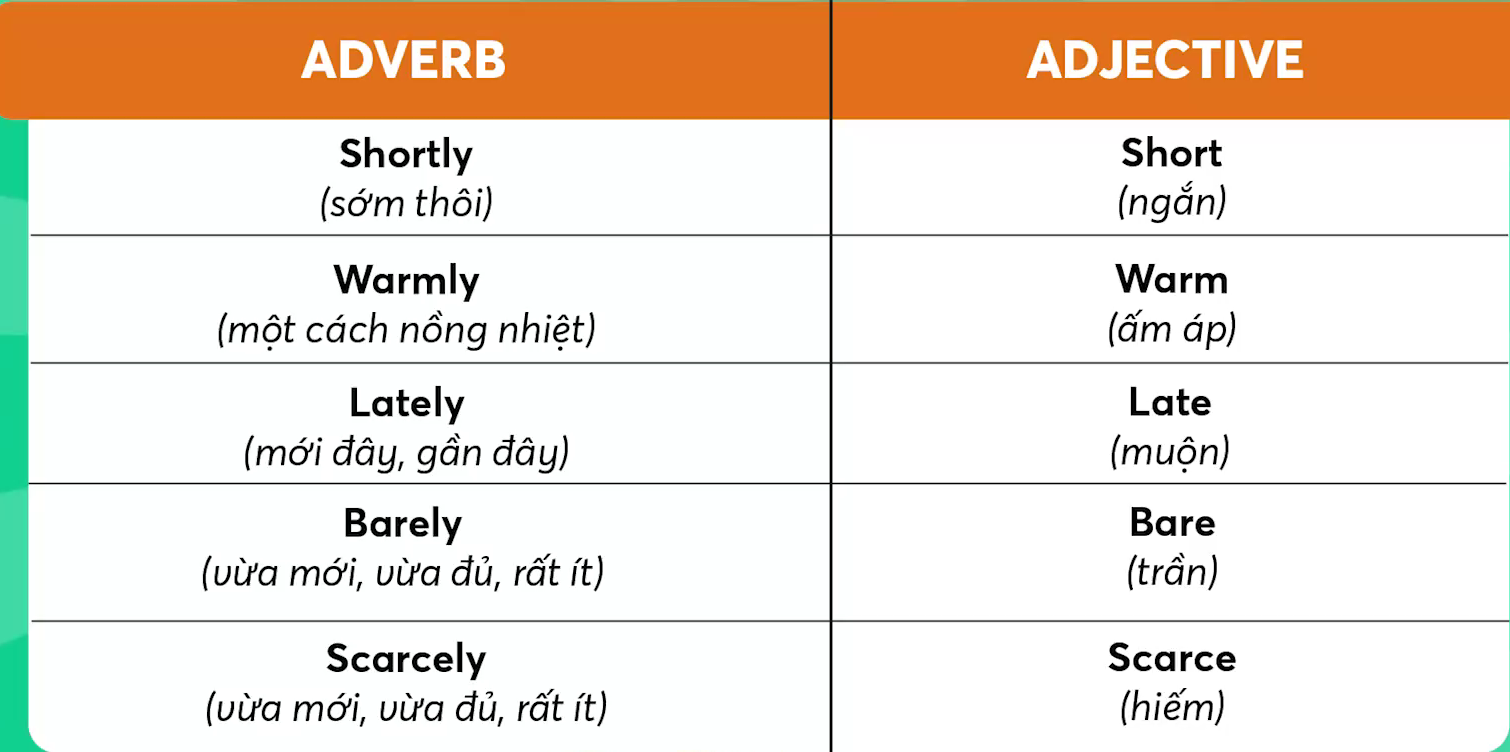 ADVERB ADJECTIVE
Shortly Short
(sớm thôi) (ngắn)
Warmly Warm
(một cách nồng nhiệt) (ấm áp)
Lately Late
(mới đây, gần đây) (muộn)
Barely Bare
(vừa mới, vừa đủ, rất ít) (trần)
Scarcely Scarce
(vừa mới, vừa đủ, rất ít) (hiếm)